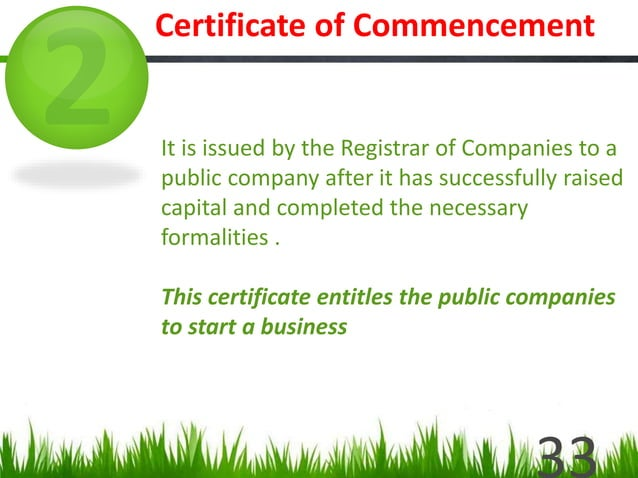 2
Certificate of Commencement
It is issued by the Registrar of Companies to a
public company after it has successfully raised
capital and completed the necessary
formalities .
This certificate entitles the public companies
to start a business
33